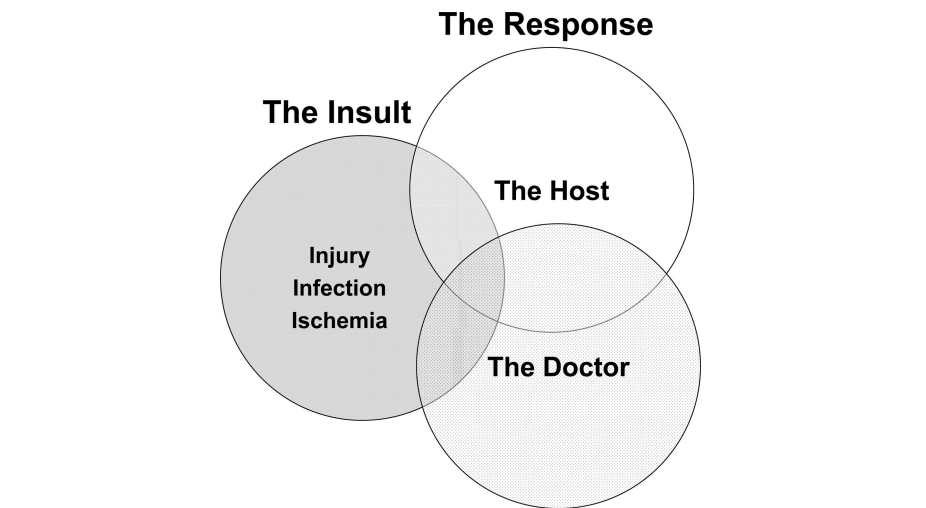 The Response
The Insult
The Host
Injury
Infection
Ischemia
The Doctor